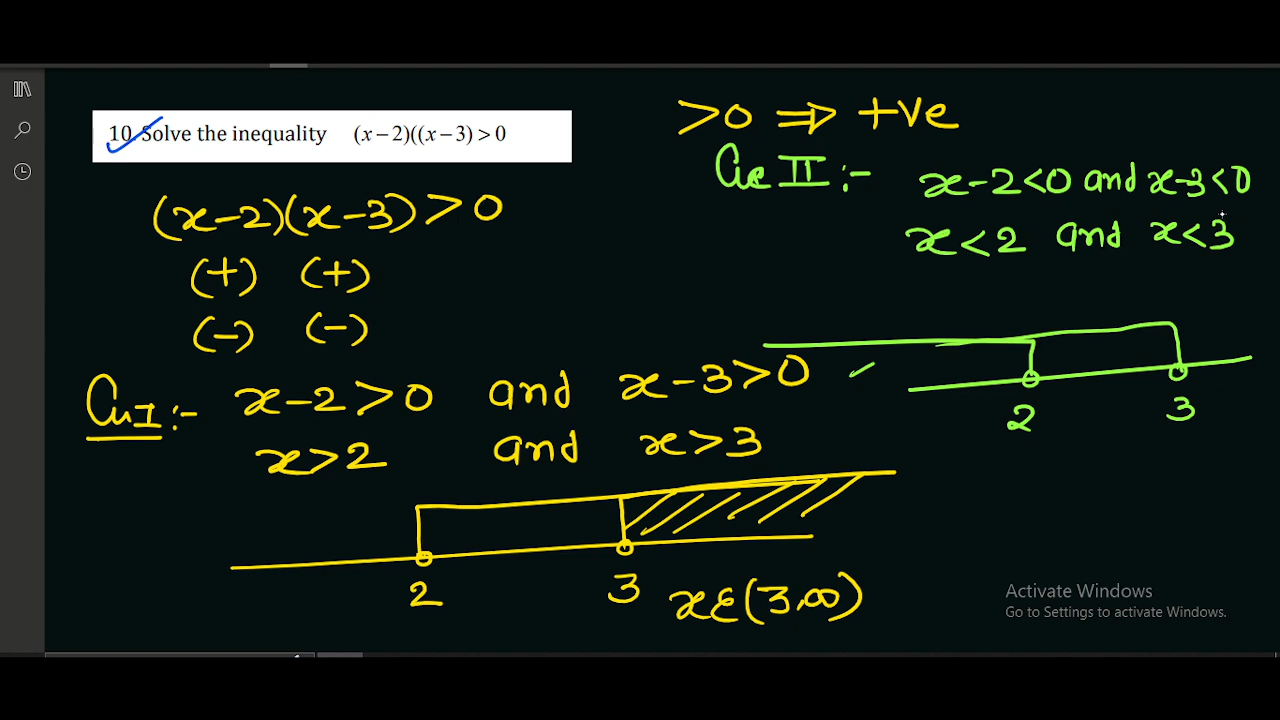 10. Solve the inequality (x – 2)((x – 3) > 0
(x-2)(x-3) > 0
(+) (+)
(-) (-)
>0 ⇒ +ve
II :- x-2<0 and x-3<0
x<2 and x<3
2 3
I :- x-2>0 and x-3>0
x>2 and x>3
2 3
x∈(3,∞)
Activate Windows
Go to Settings to activate Windows.